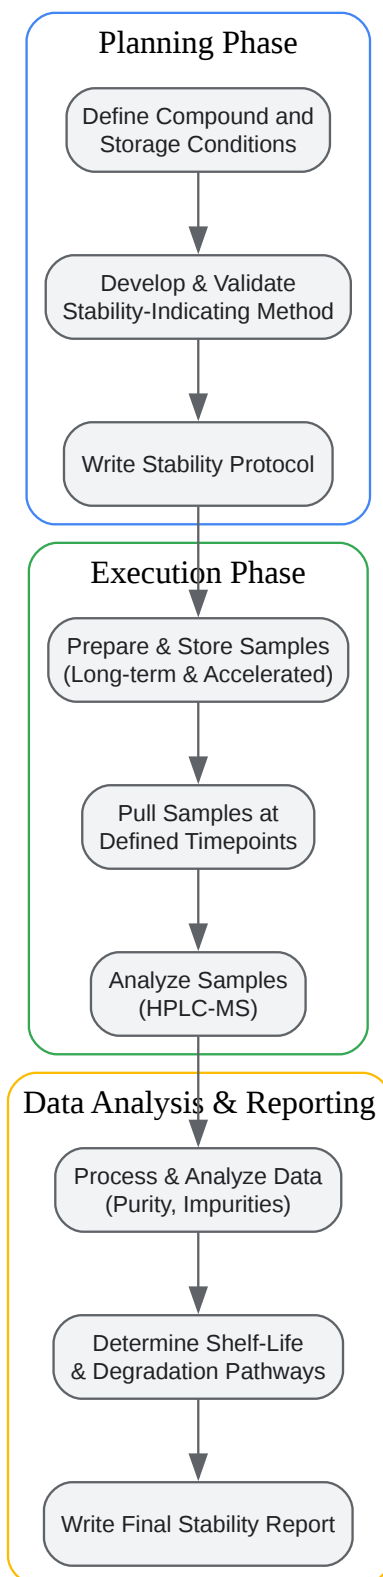 Planning Phase
Define Compound and
Storage Conditions
Develop & Validate
Stability-Indicating Method
Write Stability Protocol
Execution Phase
Prepare & Store Samples
(Long-term & Accelerated)
Pull Samples at
Defined Timepoints
Analyze Samples
(HPLC-MS)
Data Analysis & Reporting
Process & Analyze Data
(Purity, Impurities)
Determine Shelf-Life
& Degradation Pathways
Write Final Stability Report